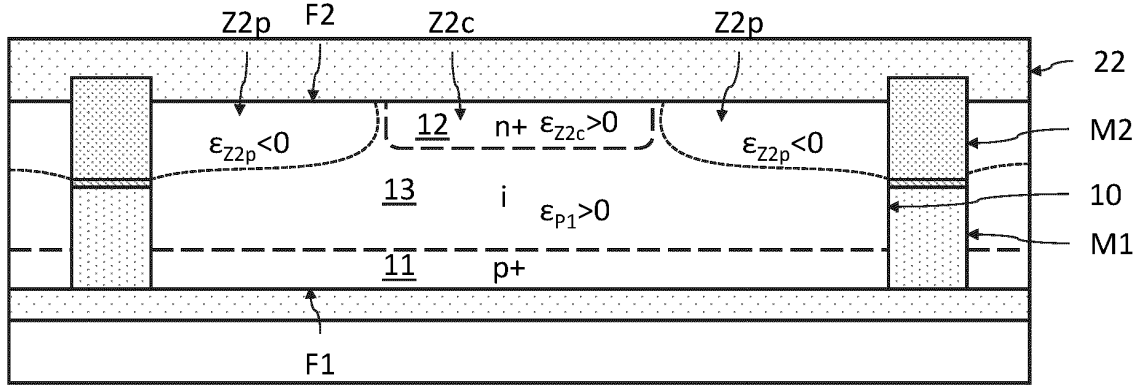 Z2p F2 Z2c Z2p
22
12 n+ εZ2c>0
εZ2p<0 εZ2p<0
M2
13 i
εP1>0
10
M1
11 p+
F1